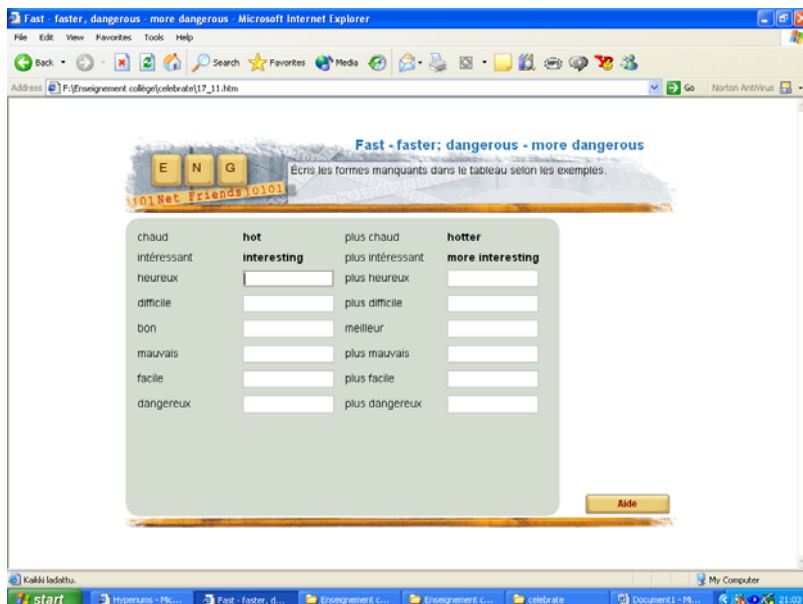 Fast - faster, dangerous - more dangerous - Microsoft Internet Explorer
File Edit View Favorites Tools Help
Back Search Favorites Media
Address F:\Enseignement collège\celebrate\17_11.htm Go Norton AntiVirus
Fast - faster; dangerous - more dangerous
E N G
Écris les formes manquants dans le tableau selon les exemples.
101Net Friends10101
chaud hot plus chaud hotter
intéressant interesting plus intéressant more interesting
heureux plus heureux
difficile plus difficile
bon meilleur
mauvais plus mauvais
facile plus facile
dangereux plus dangereux
Aide
Kaikki ladattu. My Computer
start Hyperiums - Mic... Fast - faster, d... Enseignement c... Enseignement c... celebrate Document1 - M... 21:03